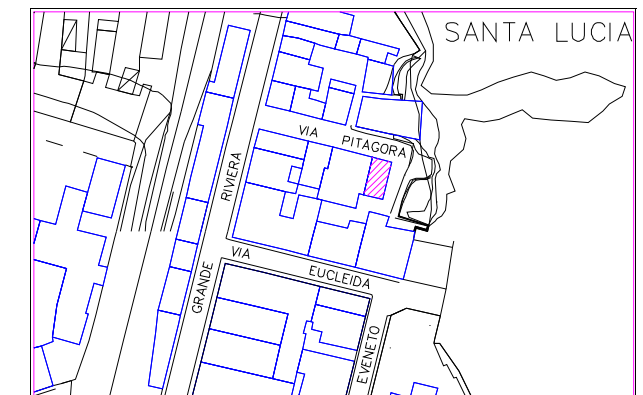 SANTA LUCIA
VIA PITAGORA
RIVIERA
VIA EUCLEIDA
GRANDE
EVENETO